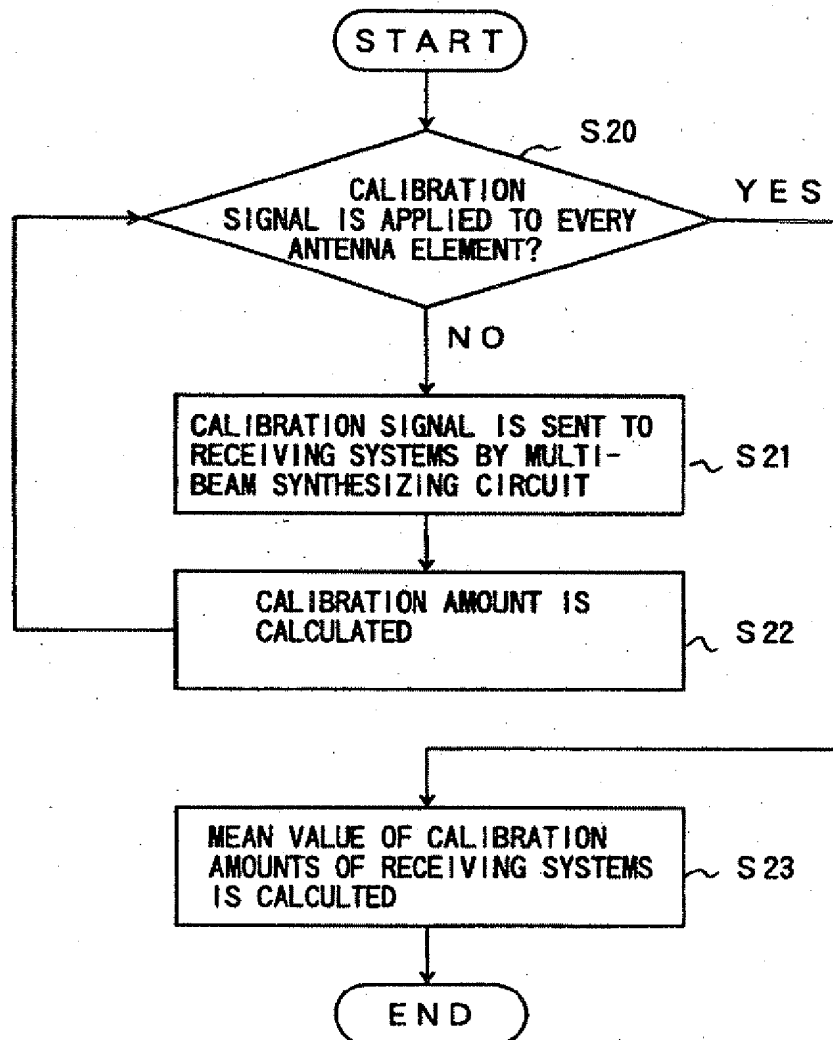 START
S.20
CALIBRATION
SIGNAL IS APPLIED TO EVERY
ANTENNA ELEMENT?
YES
NO
CALIBRATION SIGNAL IS SENT TO
RECEIVING SYSTEMS BY MULTI-
BEAM SYNTHESIZING CIRCUIT
S21
CALIBRATION AMOUNT IS
CALCULATED
S22
MEAN VALUE OF CALIBRATION
AMOUNTS OF RECEIVING SYSTEMS
IS CALCULTED
S23
END